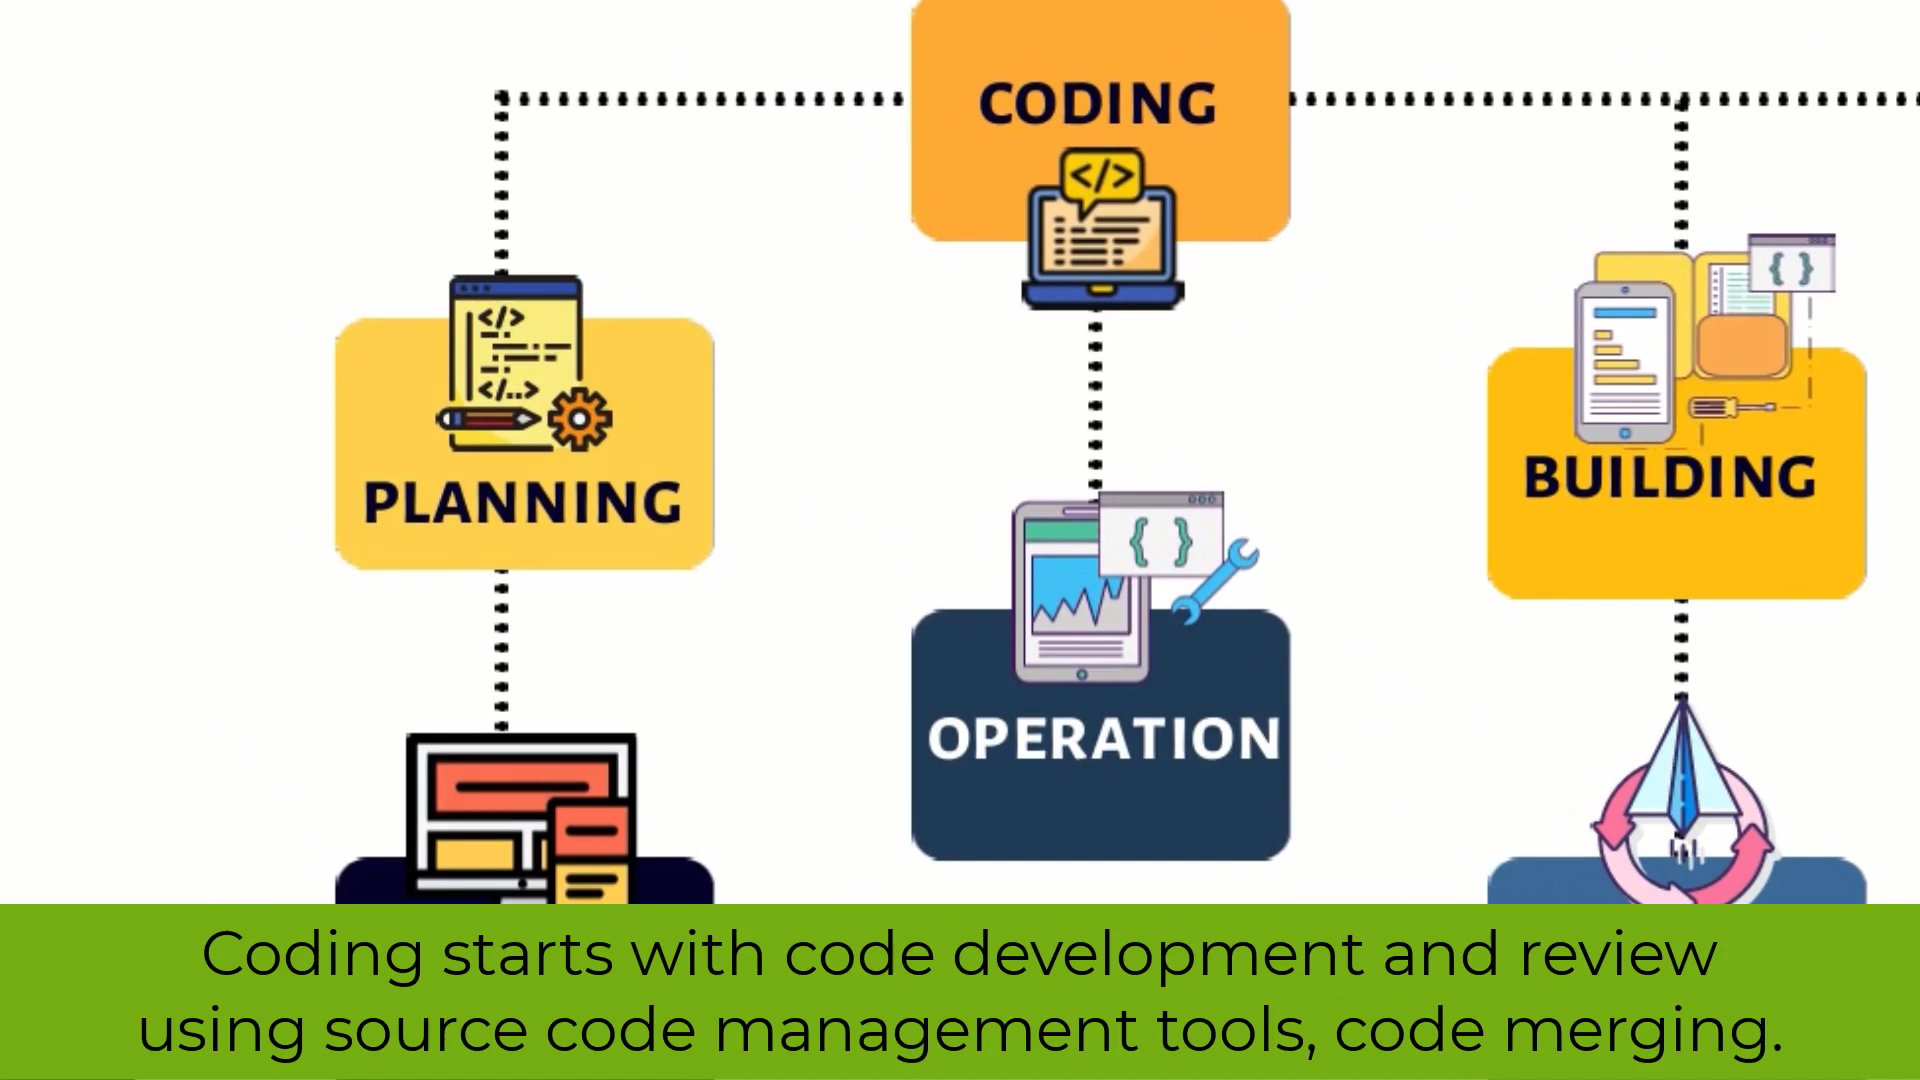 CODING
</>
</>
</..>
PLANNING
{ }
BUILDING
{ }
OPERATION
Coding starts with code development and review
using source code management tools, code merging.